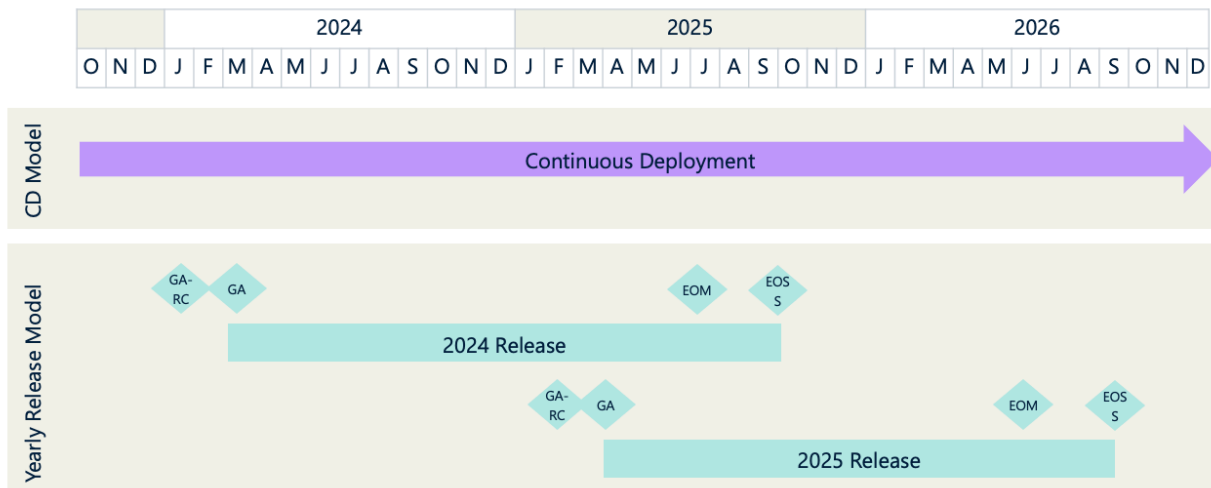 2024 2025 2026
O N D J F M A M J J A S O N D J F M A M J J A S O N D J F M A M J J A S O N D
CD Model
Continuous Deployment
Yearly Release Model
GA-
RC
GA
EOM
EOS
S
2024 Release
GA-
RC
GA
EOM
EOS
S
2025 Release